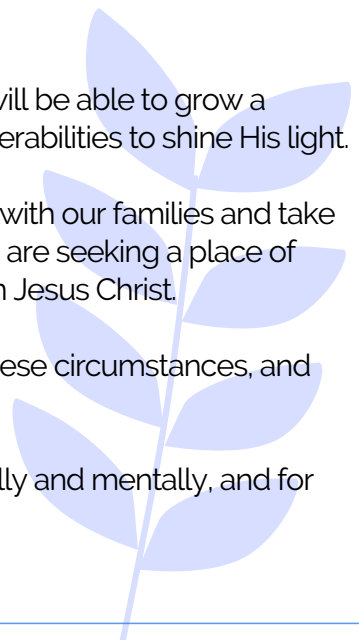 will be able to grow a
erabilities to shine His light.
with our families and take
are seeking a place of
Jesus Christ.
ese circumstances, and
lly and mentally, and for